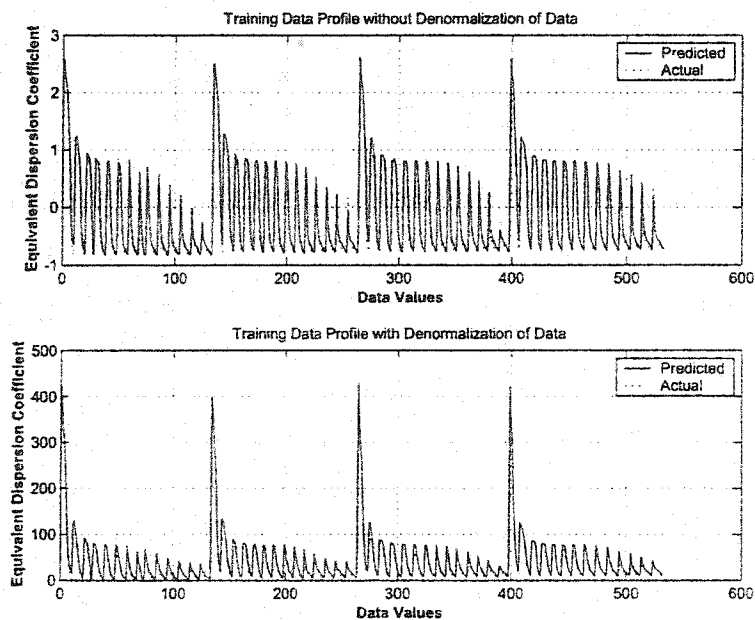 Training Data Profile without Denormalization of Data
Equivalent Dispersion Coefficient
3
2
1
0
-1
Predicted
Actual
0 100 200 300 400 500 600
Data Values
Training Data Profile with Denormalization of Data
Equivalent Dispersion Coefficient
500
400
300
200
100
0
Predicted
Actual
0 100 200 300 400 500 600
Data Values